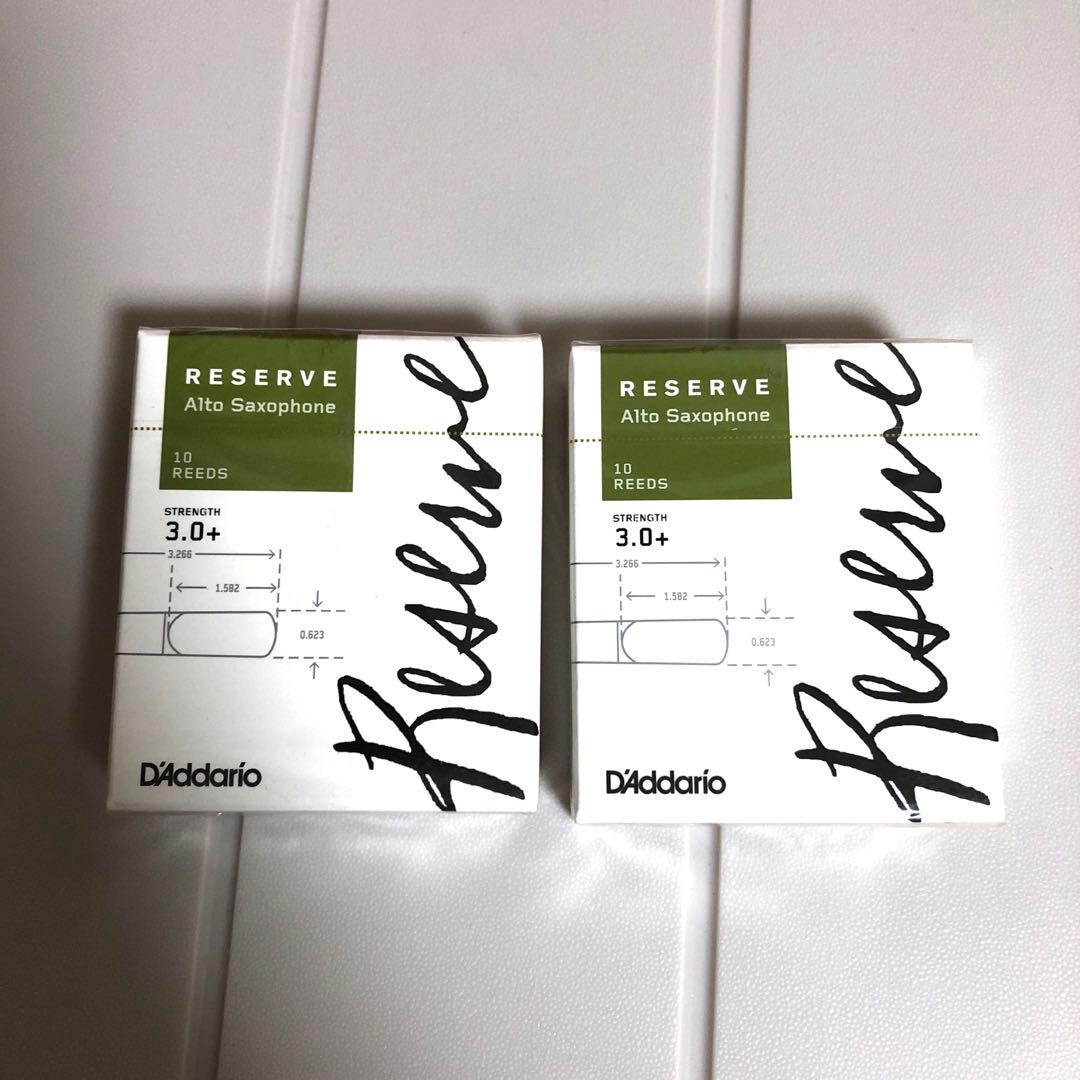 RESERVE
Alto Saxophone
10
REEDS
STRENGTH
3.0+
3.266
1.582
0.623
Reserve
D'Addario
RESERVE
Alto Saxophone
10
REEDS
STRENGTH
3.0+
3.266
1.582
0.623
Reserve
D'Addario